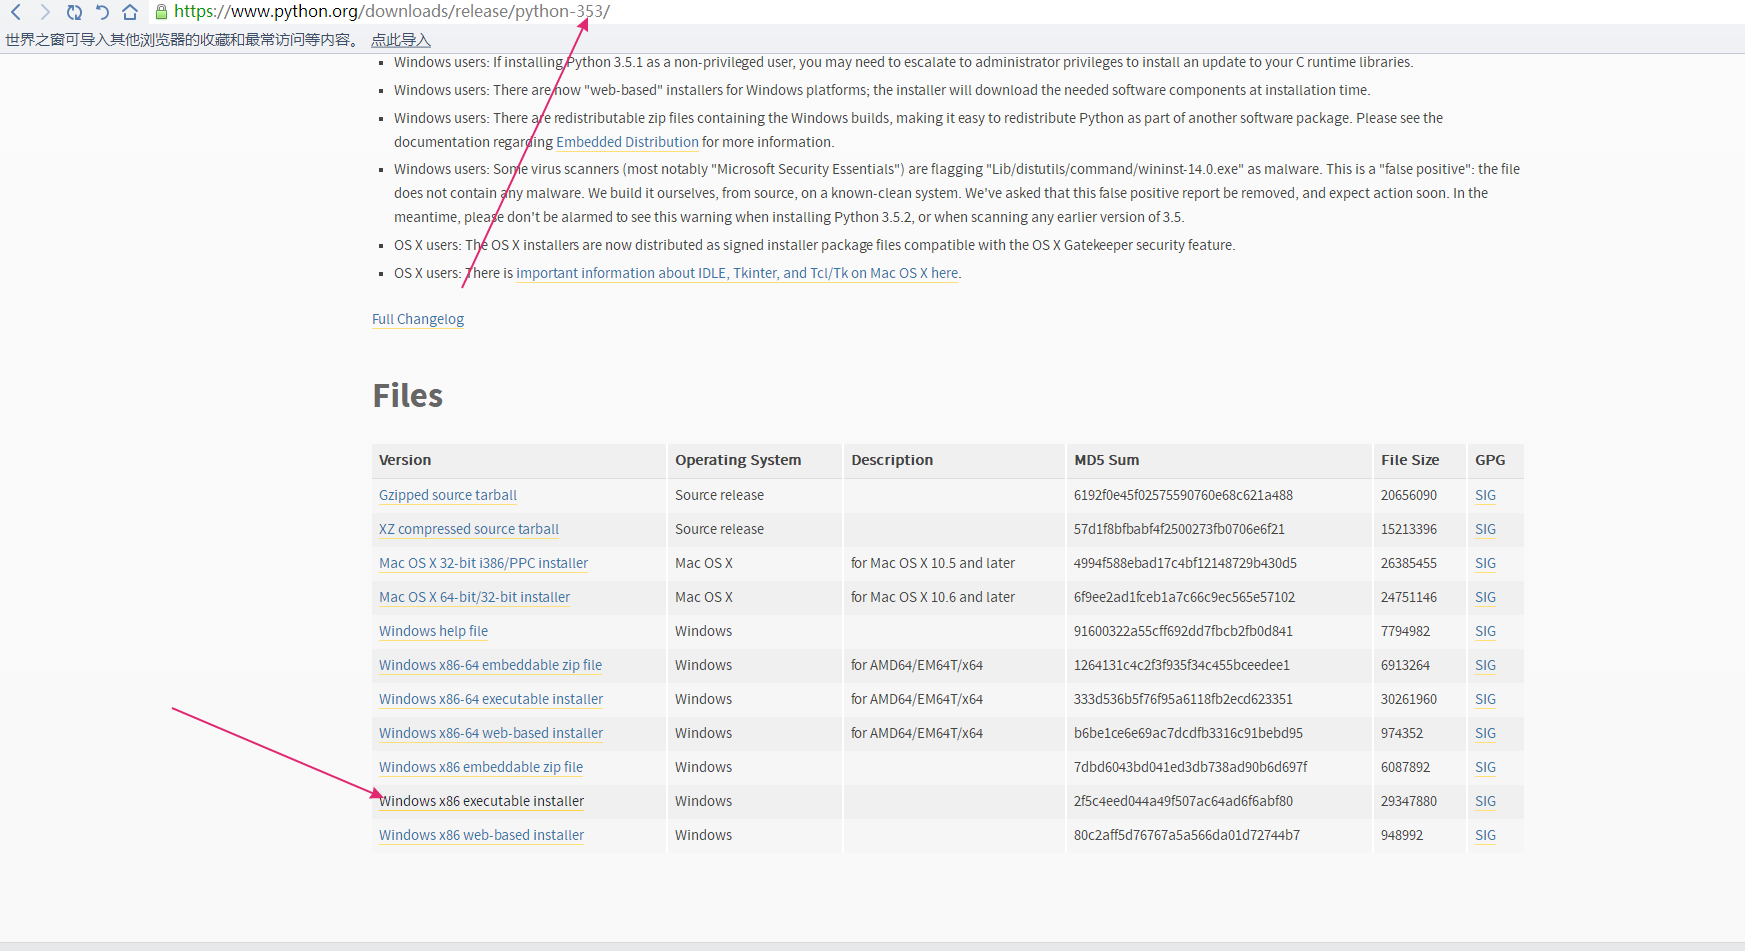 https://www.python.org/downloads/release/python-353/
世界之窗可导入其他浏览器的收藏和最常访问等内容。 点此导入
Windows users: If installing Python 3.5.1 as a non-privileged user, you may need to escalate to administrator privileges to install an update to your C runtime libraries.
Windows users: There are now "web-based" installers for Windows platforms; the installer will download the needed software components at installation time.
Windows users: There are redistributable zip files containing the Windows builds, making it easy to redistribute Python as part of another software package. Please see the
documentation regarding Embedded Distribution for more information.
Windows users: Some virus scanners (most notably "Microsoft Security Essentials") are flagging "Lib/distutils/command/wininst-14.0.exe" as malware. This is a "false positive": the file
does not contain any malware. We build it ourselves, from source, on a known-clean system. We've asked that this false positive report be removed, and expect action soon. In the
meantime, please don't be alarmed to see this warning when installing Python 3.5.2, or when scanning any earlier version of 3.5.
OS X users: The OS X installers are now distributed as signed installer package files compatible with the OS X Gatekeeper security feature.
OS X users: There is important information about IDLE, Tkinter, and Tcl/Tk on Mac OS X here.
Full Changelog
Files
Version Operating System Description MD5 Sum File Size GPG
Gzipped source tarball Source release 6192f0e45f02575590760e68c621a488 20656090 SIG
XZ compressed source tarball Source release 57d1f8bfbabf4f2500273fb0706e6f21 15213396 SIG
Mac OS X 32-bit i386/PPC installer Mac OS X for Mac OS X 10.5 and later 4994f588ebad17c4bf12148729b430d5 26385455 SIG
Mac OS X 64-bit/32-bit installer Mac OS X for Mac OS X 10.6 and later 6f9ee2ad1fceb1a7c66c9ec565e57102 24751146 SIG
Windows help file Windows 91600322a55cff692dd7fbcb2fb0d841 7794982 SIG
Windows x86-64 embeddable zip file Windows for AMD64/EM64T/x64 1264131c4c2f3f935f34c455bceedee1 6913264 SIG
Windows x86-64 executable installer Windows for AMD64/EM64T/x64 333d536b5f76f95a6118fb2ecd623351 30261960 SIG
Windows x86-64 web-based installer Windows for AMD64/EM64T/x64 b6be1ce6e69ac7dcdfb3316c91bebd95 974352 SIG
Windows x86 embeddable zip file Windows 7dbd6043bd041ed3db738ad90b6d697f 6087892 SIG
Windows x86 executable installer Windows 2f5c4eed044a49f507ac64ad6f6abf80 29347880 SIG
Windows x86 web-based installer Windows 80c2aff5d76767a5a566da01d72744b7 948992 SIG